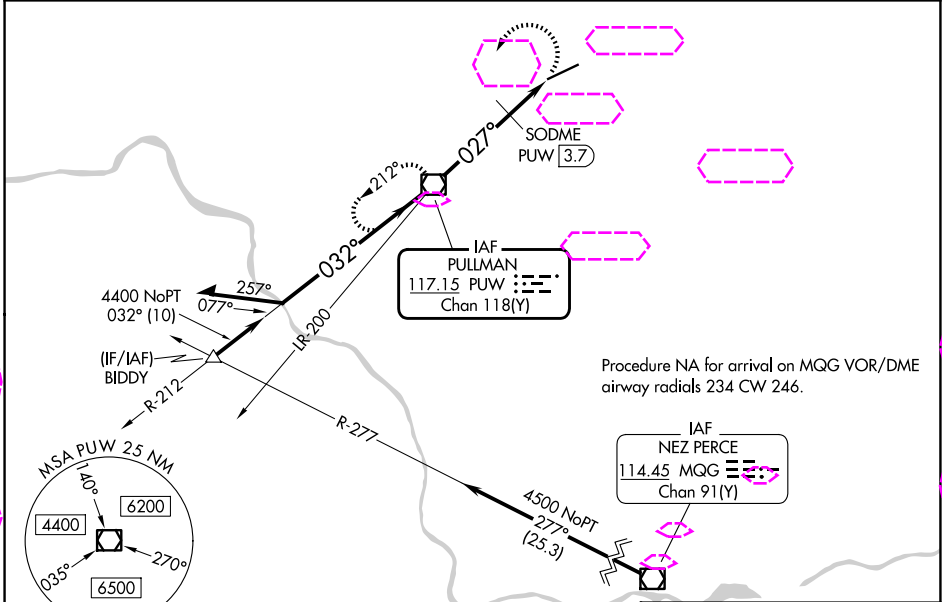 027°
SODME
PUW 3.7
212°
032°
IAF
PULLMAN
117.15 PUW
Chan 118(Y)
257°
077°
4400 NoPT
032° (10)
LR-200
(IF/IAF)
BIDDY
R-212
R-277
Procedure NA for arrival on MQG VOR/DME
airway radials 234 CW 246.
IAF
NEZ PERCE
114.45 MQG
Chan 91(Y)
4500 NoPT
277°
(25.3)
MSA PUW 25 NM
140°
6200
4400
035°
270°
6500